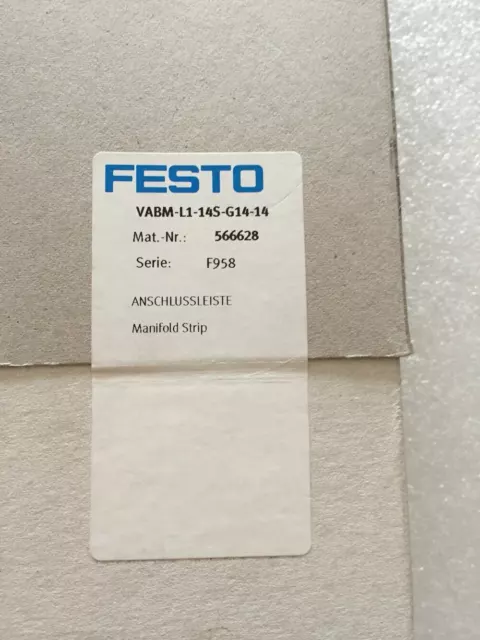 FESTO
VABM-L1-14S-G14-14
Mat.-Nr.: 566628
Serie: F958
ANSCHLUSSLEISTE
Manifold Strip